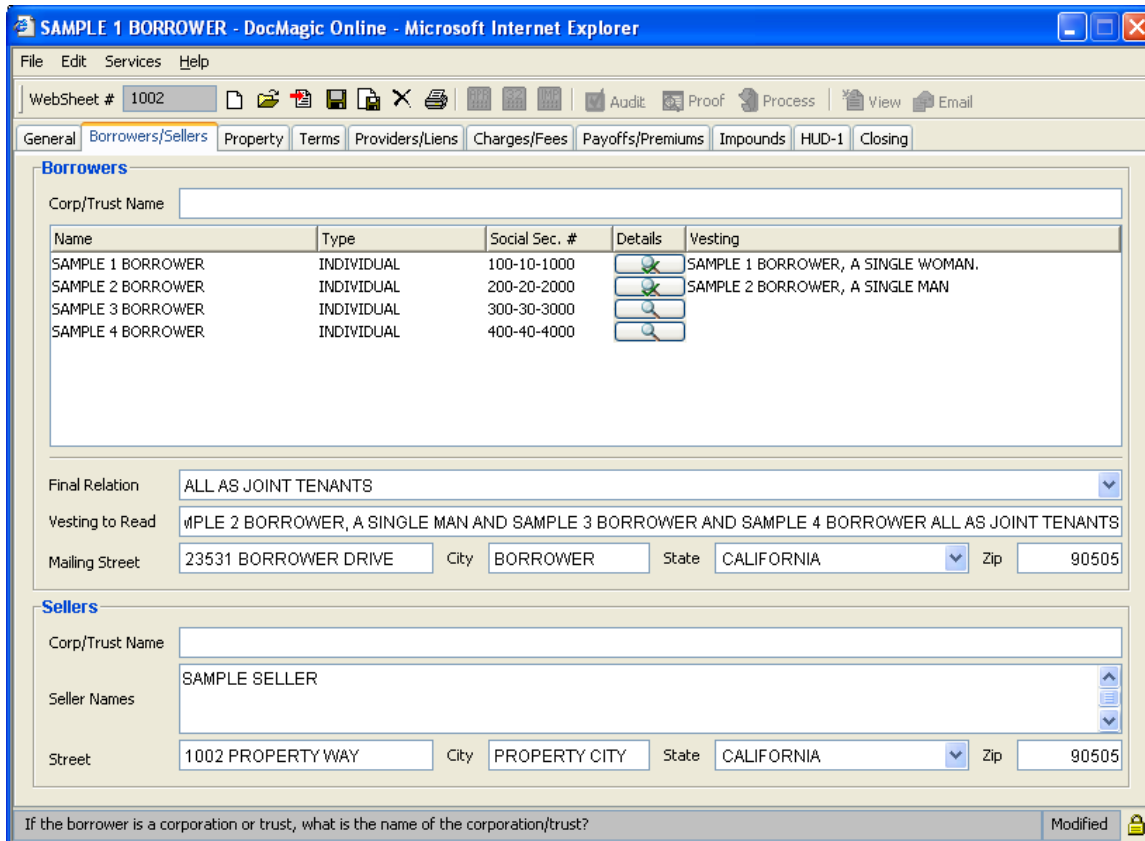 SAMPLE 1 BORROWER - DocMagic Online - Microsoft Internet Explorer
File Edit Services Help
WebSheet # 1002 Audit Proof Process View Email
General Borrowers/Sellers Property Terms Providers/Liens Charges/Fees Payoffs/Premiums Impounds HUD-1 Closing
Borrowers
Corp/Trust Name
Name Type Social Sec. # Details Vesting
SAMPLE 1 BORROWER INDIVIDUAL 100-10-1000 SAMPLE 1 BORROWER, A SINGLE WOMAN.
SAMPLE 2 BORROWER INDIVIDUAL 200-20-2000 SAMPLE 2 BORROWER, A SINGLE MAN
SAMPLE 3 BORROWER INDIVIDUAL 300-30-3000
SAMPLE 4 BORROWER INDIVIDUAL 400-40-4000
Final Relation ALL AS JOINT TENANTS
Vesting to Read MPLE 2 BORROWER, A SINGLE MAN AND SAMPLE 3 BORROWER AND SAMPLE 4 BORROWER ALL AS JOINT TENANTS
Mailing Street 23531 BORROWER DRIVE City BORROWER State CALIFORNIA Zip 90505
Sellers
Corp/Trust Name
Seller Names SAMPLE SELLER
Street 1002 PROPERTY WAY City PROPERTY CITY State CALIFORNIA Zip 90505
If the borrower is a corporation or trust, what is the name of the corporation/trust? Modified